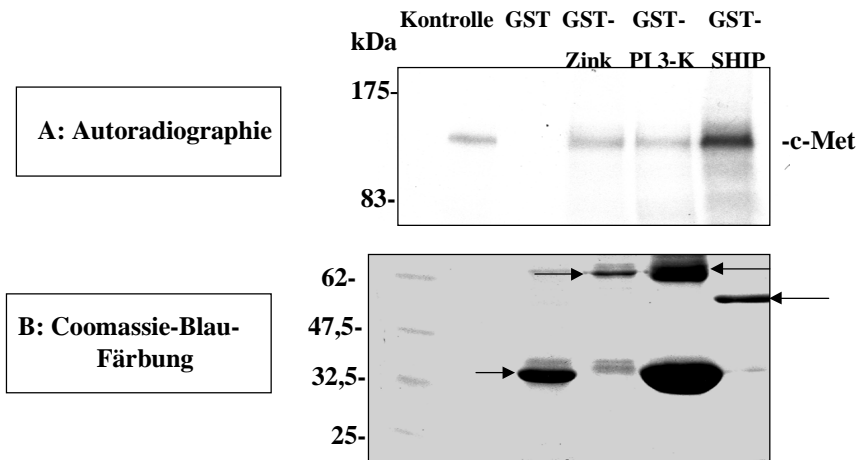 Kontrolle GST GST- GST- GST-
kDa
Zink PI 3-K SHIP
175-
A: Autoradiographie
-c-Met
83-
62-
B: Coomassie-Blau-
Färbung
47,5-
32,5-
25-